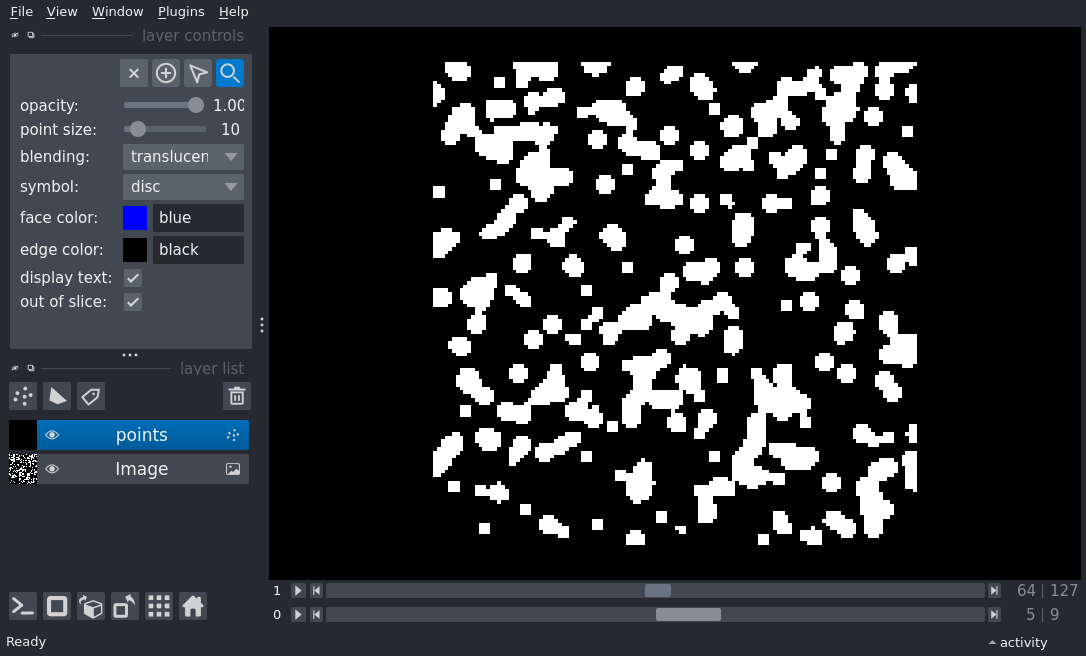 File View Window Plugins Help
layer controls
opacity: 1.00
point size: 10
blending: translucen
symbol: disc
face color: blue
edge color: black
display text:
out of slice:
layer list
points
Image
1 64 127
0 5 9
Ready activity